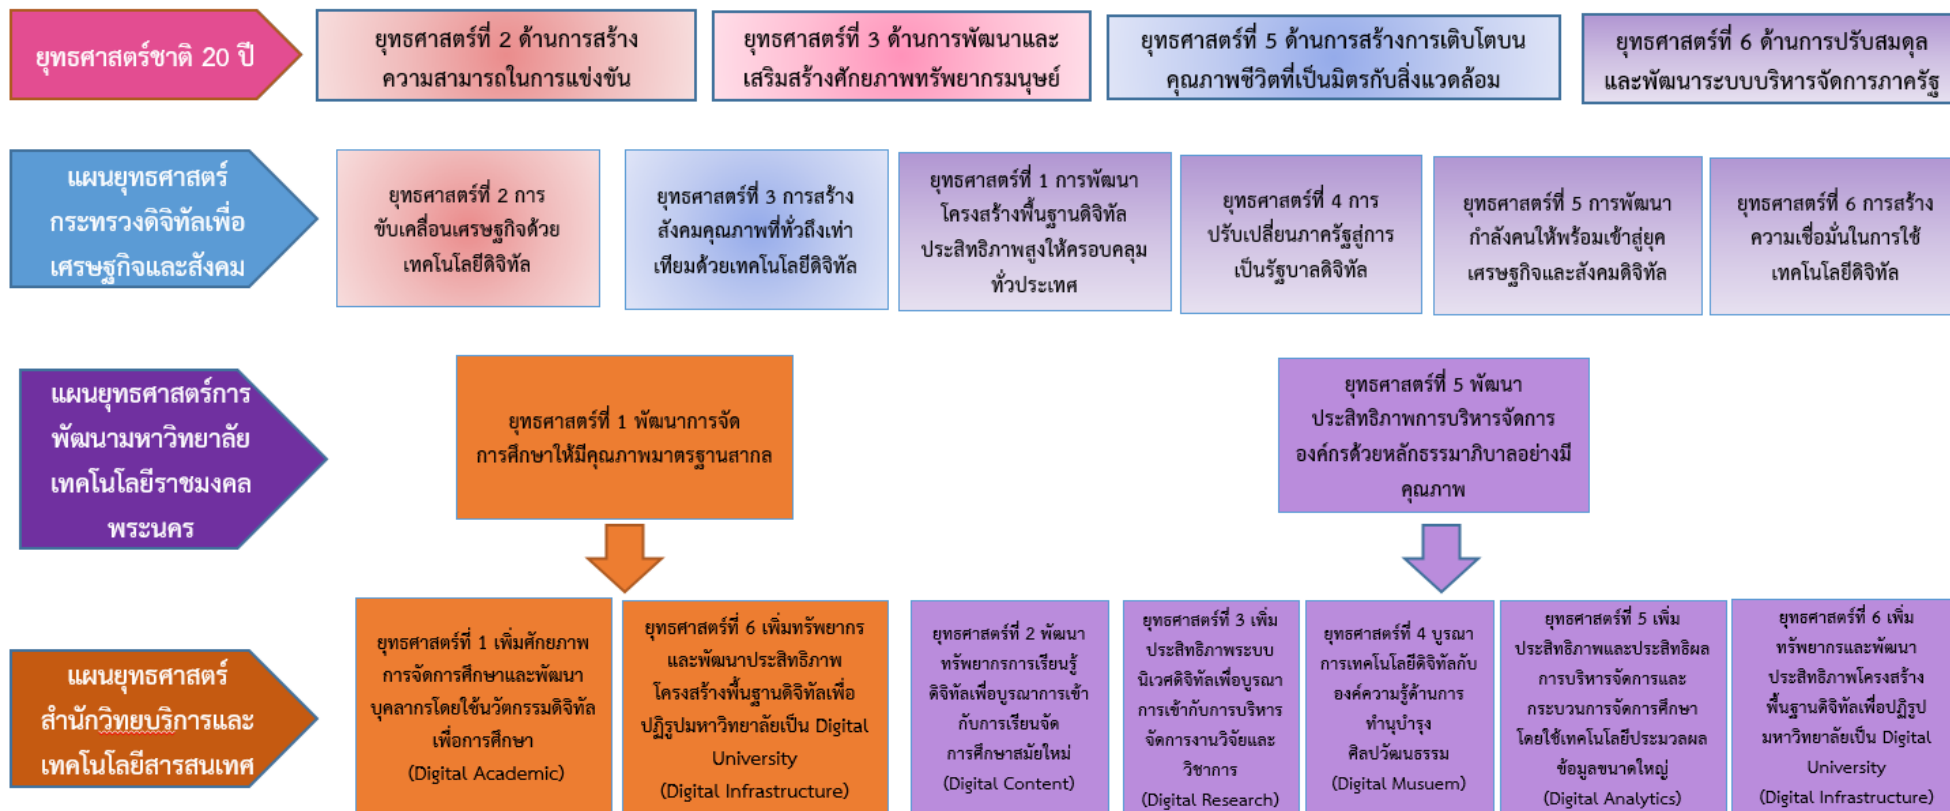 ยุทธศาสตร์ชาติ 20 ปี
ยุทธศาสตร์ที่ 2 ด้านการสร้าง
ความสามารถในการแข่งขัน
ยุทธศาสตร์ที่ 3 ด้านการพัฒนาและ
เสริมสร้างศักยภาพทรัพยากรมนุษย์
ยุทธศาสตร์ที่ 5 ด้านการสร้างการเติบโตบน
คุณภาพชีวิตที่เป็นมิตรกับสิ่งแวดล้อม
ยุทธศาสตร์ที่ 6 ด้านการปรับสมดุล
และพัฒนาระบบบริหารจัดการภาครัฐ
แผนยุทธศาสตร์
กระทรวงดิจิทัลเพื่อ
เศรษฐกิจและสังคม
ยุทธศาสตร์ที่ 2 การ
ขับเคลื่อนเศรษฐกิจด้วย
เทคโนโลยีดิจิทัล
ยุทธศาสตร์ที่ 3 การสร้าง
สังคมคุณภาพที่ทั่วถึงเท่า
เทียมด้วยเทคโนโลยีดิจิทัล
ยุทธศาสตร์ที่ 1 การพัฒนา
โครงสร้างพื้นฐานดิจิทัล
ประสิทธิภาพสูงให้ครอบคลุม
ทั่วประเทศ
ยุทธศาสตร์ที่ 4 การ
ปรับเปลี่ยนภาครัฐสู่การ
เป็นรัฐบาลดิจิทัล
ยุทธศาสตร์ที่ 5 การพัฒนา
กำลังคนให้พร้อมเข้าสู่ยุค
เศรษฐกิจและสังคมดิจิทัล
ยุทธศาสตร์ที่ 6 การสร้าง
ความเชื่อมั่นในการใช้
เทคโนโลยีดิจิทัล
แผนยุทธศาสตร์การ
พัฒนามหาวิทยาลัย
เทคโนโลยีราชมงคล
พระนคร
ยุทธศาสตร์ที่ 1 พัฒนาการจัด
การศึกษาให้มีคุณภาพมาตรฐานสากล
ยุทธศาสตร์ที่ 5 พัฒนา
ประสิทธิภาพการบริหารจัดการ
องค์กรด้วยหลักธรรมาภิบาลอย่างมี
คุณภาพ
แผนยุทธศาสตร์
สำนักวิทยบริการและ
เทคโนโลยีสารสนเทศ
ยุทธศาสตร์ที่ 1 เพิ่มศักยภาพ
การจัดการศึกษาและพัฒนา
บุคลากรโดยใช้นวัตกรรมดิจิทัล
เพื่อการศึกษา
(Digital Academic)
ยุทธศาสตร์ที่ 6 เพิ่มทรัพยากร
และพัฒนาประสิทธิภาพ
โครงสร้างพื้นฐานดิจิทัลเพื่อ
ปฏิรูปมหาวิทยาลัยเป็น Digital
University
(Digital Infrastructure)
ยุทธศาสตร์ที่ 2 พัฒนา
ทรัพยากรการเรียนรู้
ดิจิทัลเพื่อบูรณาการเข้า
กับการเรียนจัด
การศึกษาสมัยใหม่
(Digital Content)
ยุทธศาสตร์ที่ 3 เพิ่ม
ประสิทธิภาพระบบ
นิเวศดิจิทัลเพื่อบูรณา
การเข้ากับการบริหาร
จัดการงานวิจัยและ
วิชาการ
(Digital Research)
ยุทธศาสตร์ที่ 4 บูรณา
การเทคโนโลยีดิจิทัลกับ
องค์ความรู้ด้านการ
ทำนุบำรุง
ศิลปวัฒนธรรม
(Digital Musuem)
ยุทธศาสตร์ที่ 5 เพิ่ม
ประสิทธิภาพและประสิทธิผล
การบริหารจัดการและ
กระบวนการจัดการศึกษา
โดยใช้เทคโนโลยีประมวลผล
ข้อมูลขนาดใหญ่
(Digital Analytics)
ยุทธศาสตร์ที่ 6 เพิ่ม
ทรัพยากรและพัฒนา
ประสิทธิภาพโครงสร้าง
พื้นฐานดิจิทัลเพื่อปฏิรูป
มหาวิทยาลัยเป็น Digital
University
(Digital Infrastructure)